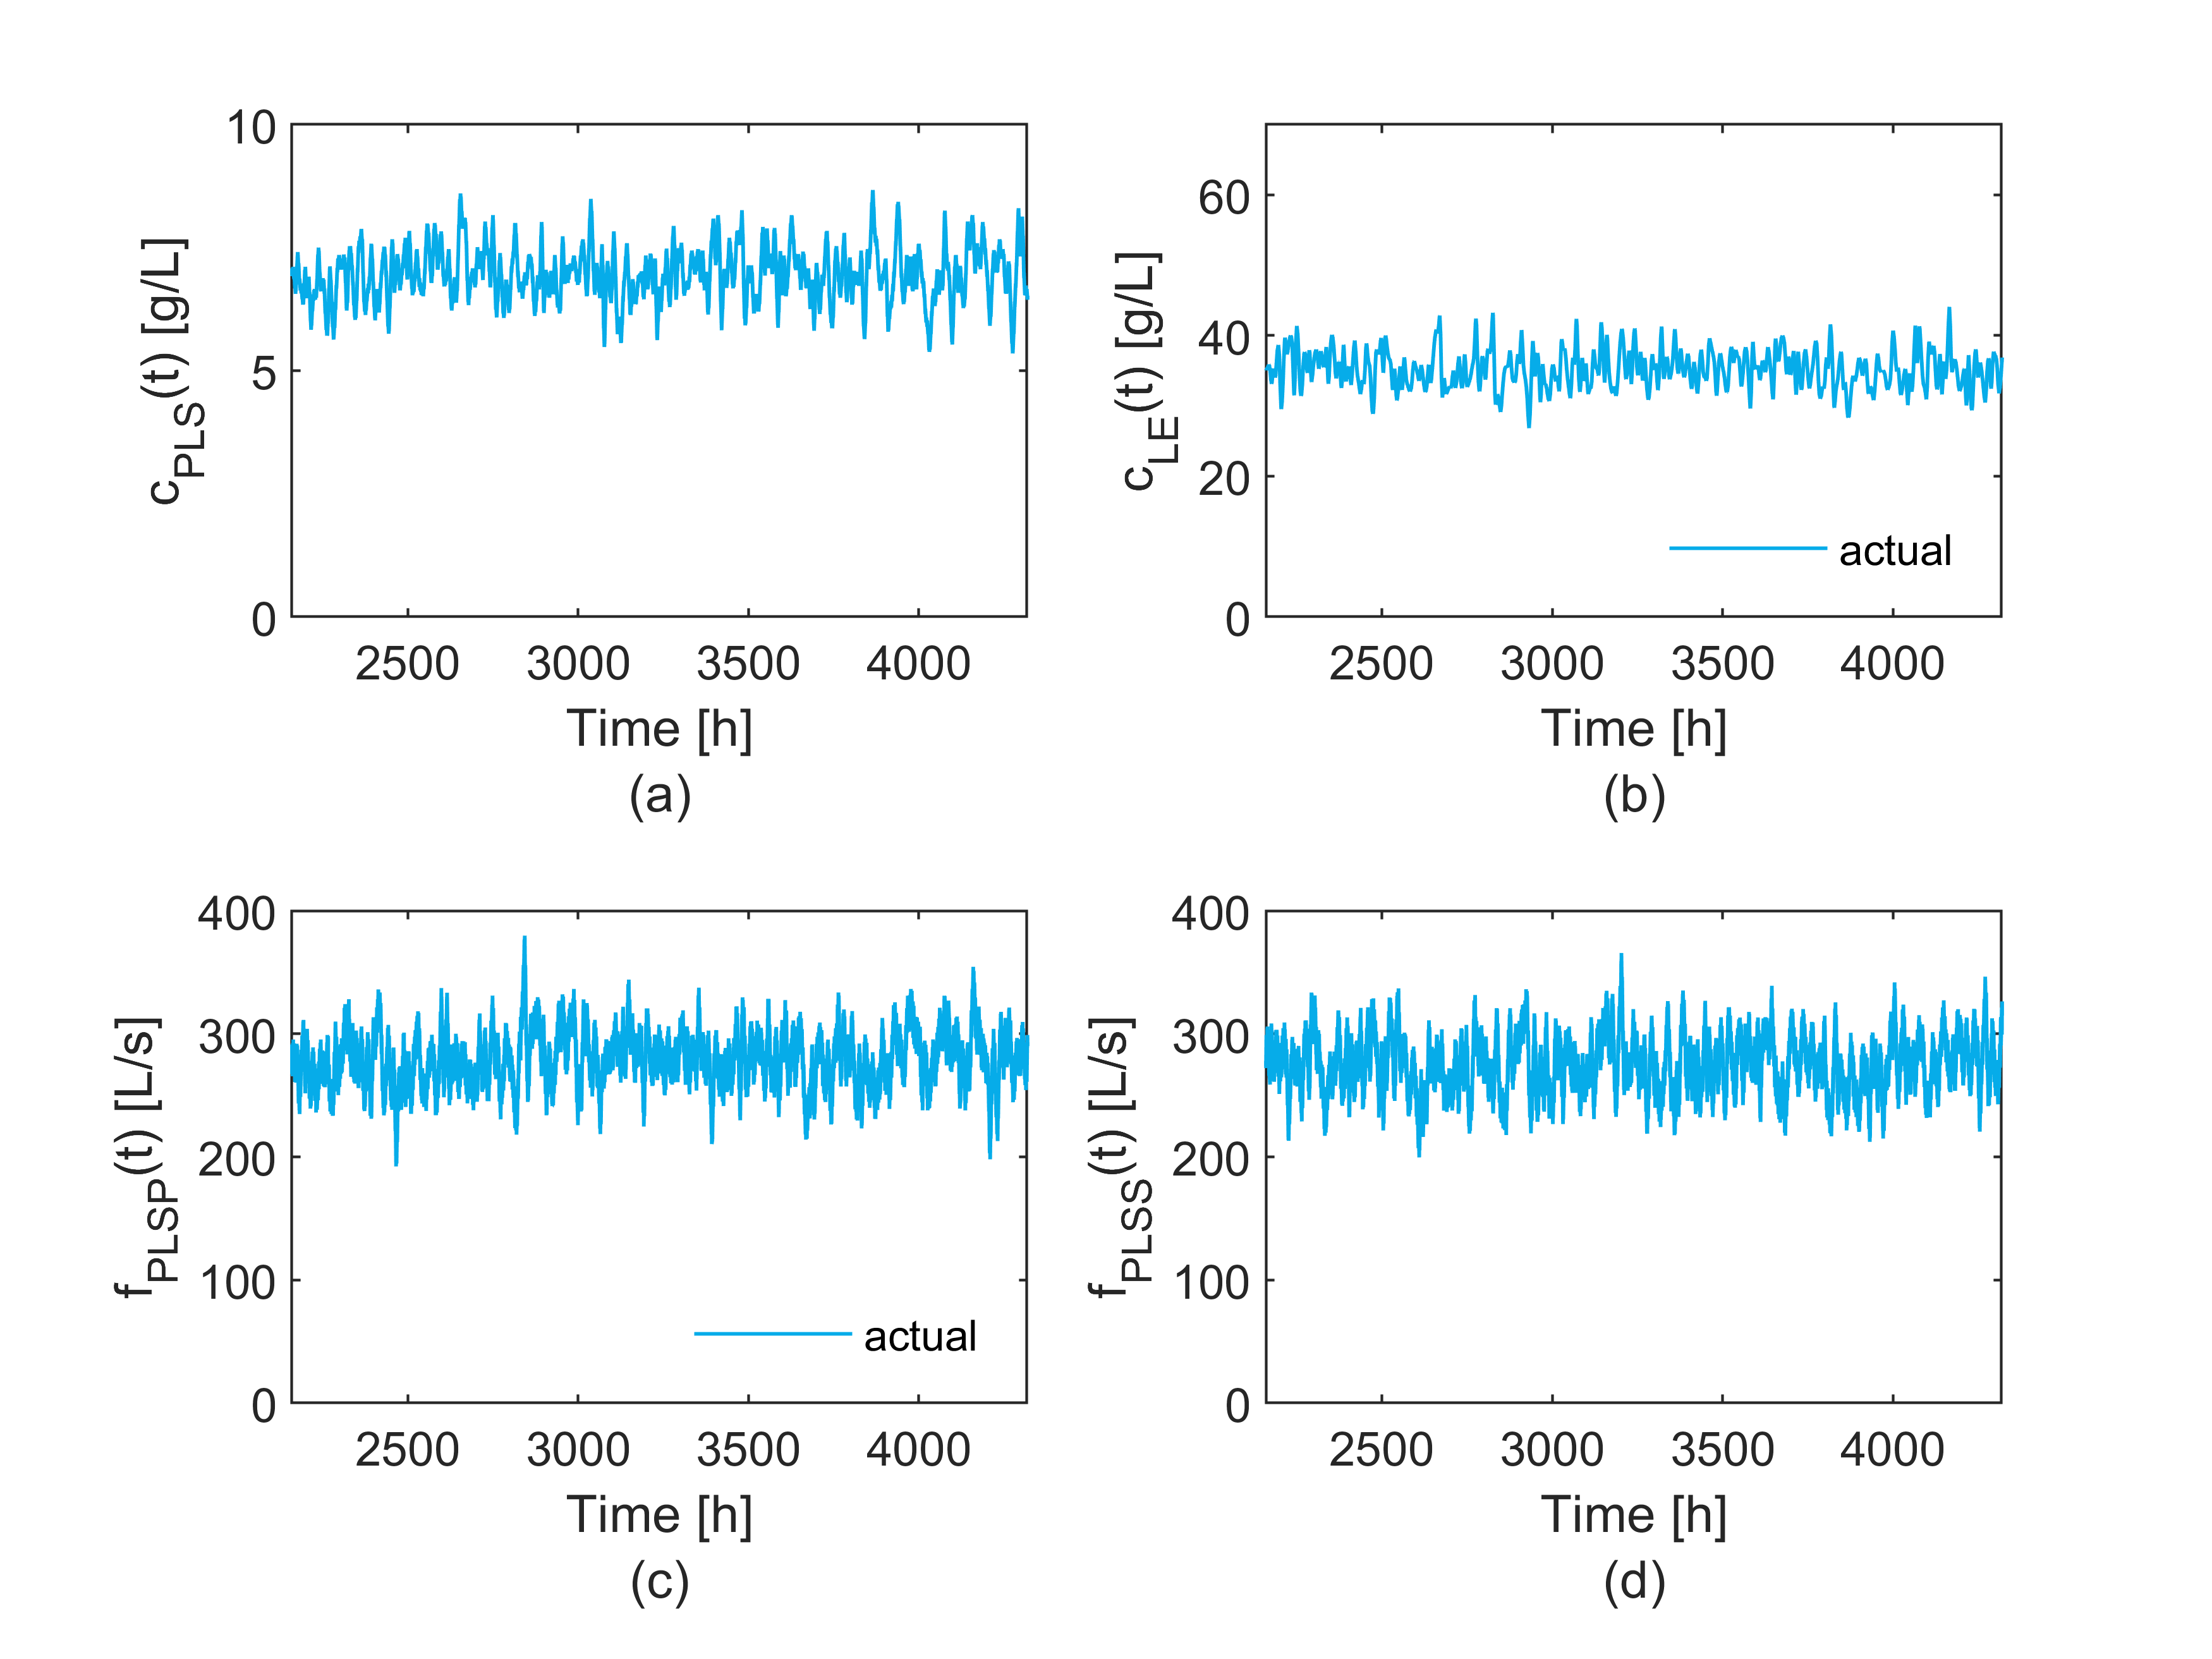 10
5
0
c_PLS(t) [g/L]
2500 3000 3500 4000
Time [h]
(a)
60
40
20
0
c_LE(t) [g/L]
actual
2500 3000 3500 4000
Time [h]
(b)
400
300
200
100
0
f_PLSP(t) [L/s]
actual
2500 3000 3500 4000
Time [h]
(c)
400
300
200
100
0
f_PLSS(t) [L/s]
2500 3000 3500 4000
Time [h]
(d)